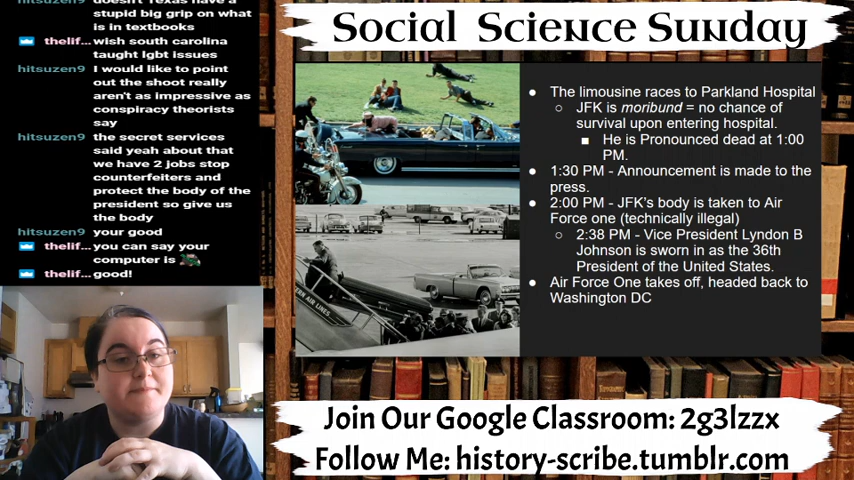 doesn't Texas have a
stupid big grip on what
is in textbooks
thelif...wish south carolina
taught lgbt issues
hitsuzen9 I would like to point
out the shoot really
aren't as impressive as
conspiracy theorists
say
hitsuzen9 the secret services
said yeah about that
we have 2 jobs stop
counterfeiters and
protect the body of the
president so give us
the body
hitsuzen9 your good
thelif...you can say your
computer is
thelif...good!
Social Science Sunday
The limousine races to Parkland Hospital
JFK is moribund = no chance of
survival upon entering hospital.
He is Pronounced dead at 1:00
PM.
1:30 PM - Announcement is made to the
press.
2:00 PM - JFK's body is taken to Air
Force one (technically illegal)
2:38 PM - Vice President Lyndon B
Johnson is sworn in as the 36th
President of the United States.
Air Force One takes off, headed back to
Washington DC
ERN AIR LINES
Join Our Google Classroom: 2g3lzzx
Follow Me: history-scribe.tumblr.com